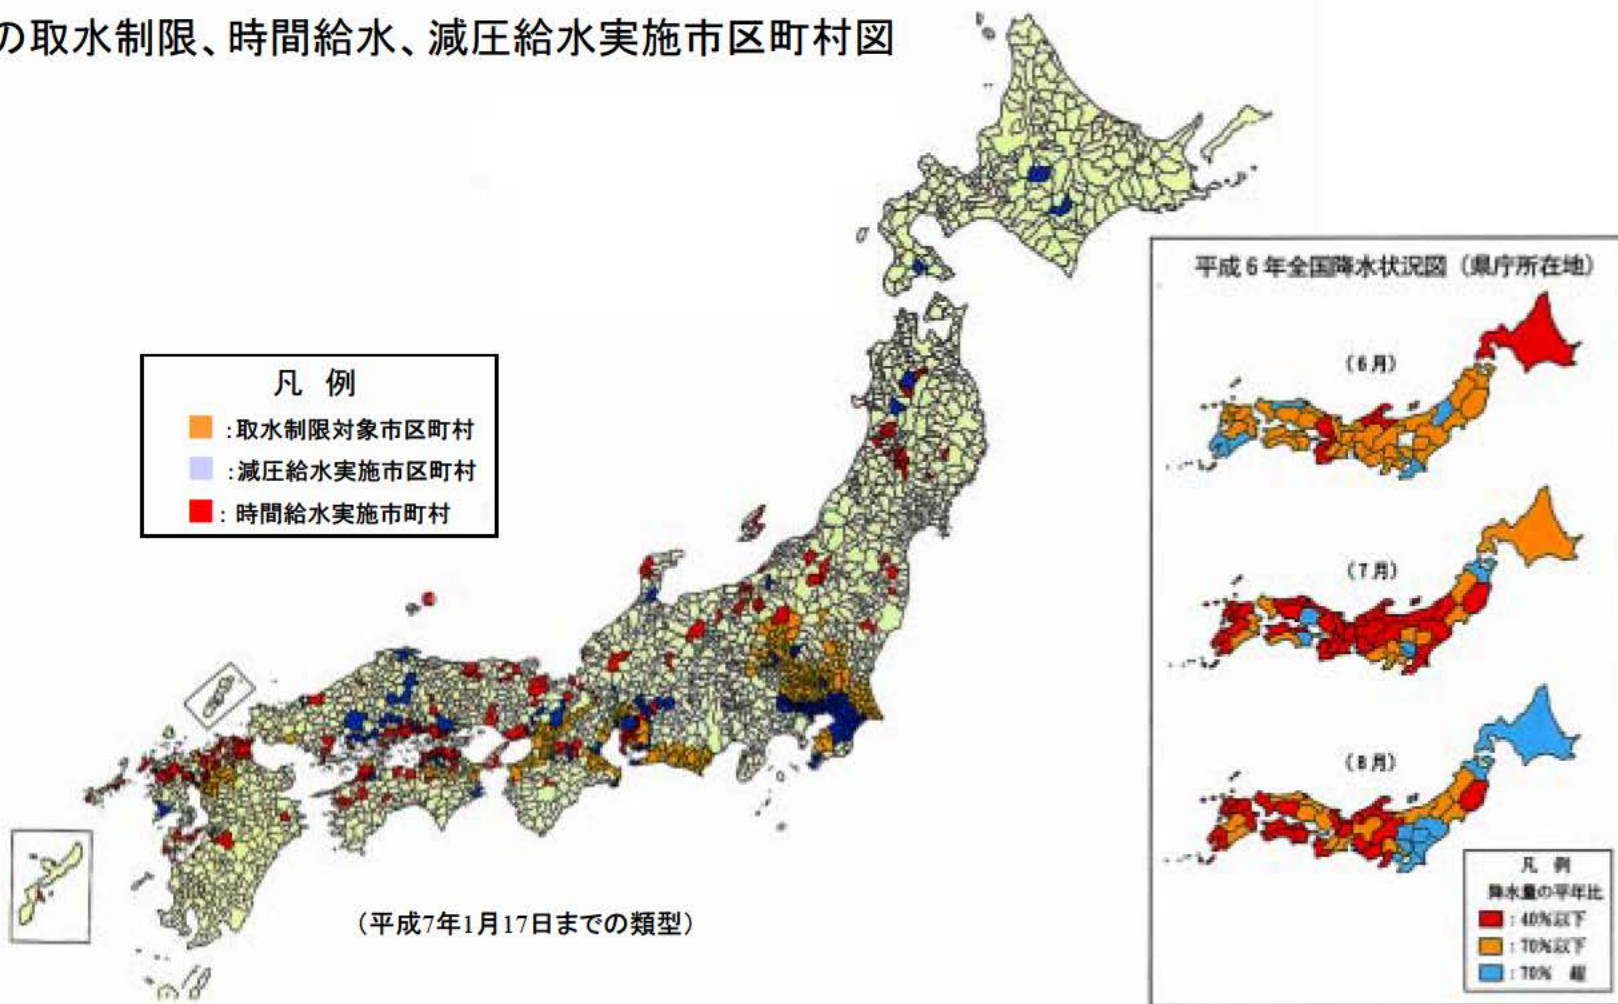 の取水制限、時間給水、減圧給水実施市区町村図
凡 例
:取水制限対象市区町村
:減圧給水実施市区町村
: 時間給水実施市町村
(平成7年1月17日までの類型)
平成6年全国降水状況図(県庁所在地)
(6月)
(7月)
(8月)
凡 例
降水量の平年比
:40%以下
:70%以下
:70% 超